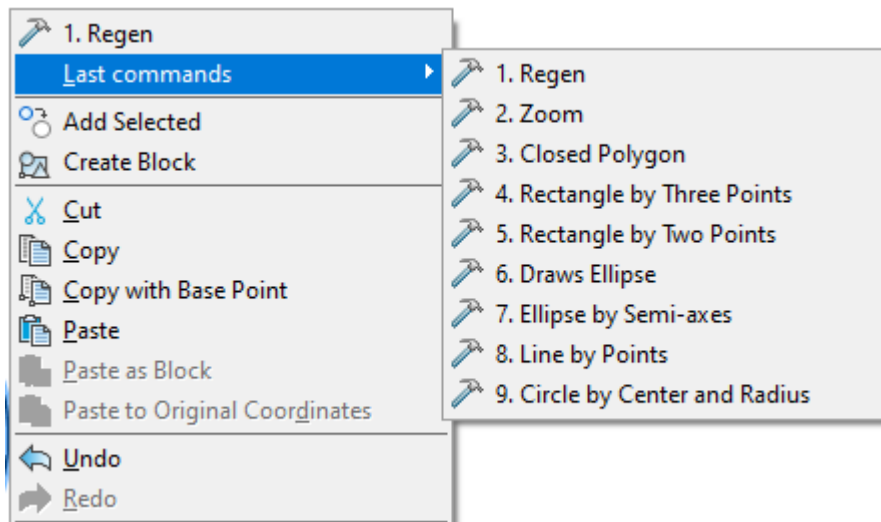 1. Regen
Last commands
Add Selected
Create Block
Cut
Copy
Copy with Base Point
Paste
Paste as Block
Paste to Original Coordinates
Undo
Redo
1. Regen
2. Zoom
3. Closed Polygon
4. Rectangle by Three Points
5. Rectangle by Two Points
6. Draws Ellipse
7. Ellipse by Semi-axes
8. Line by Points
9. Circle by Center and Radius